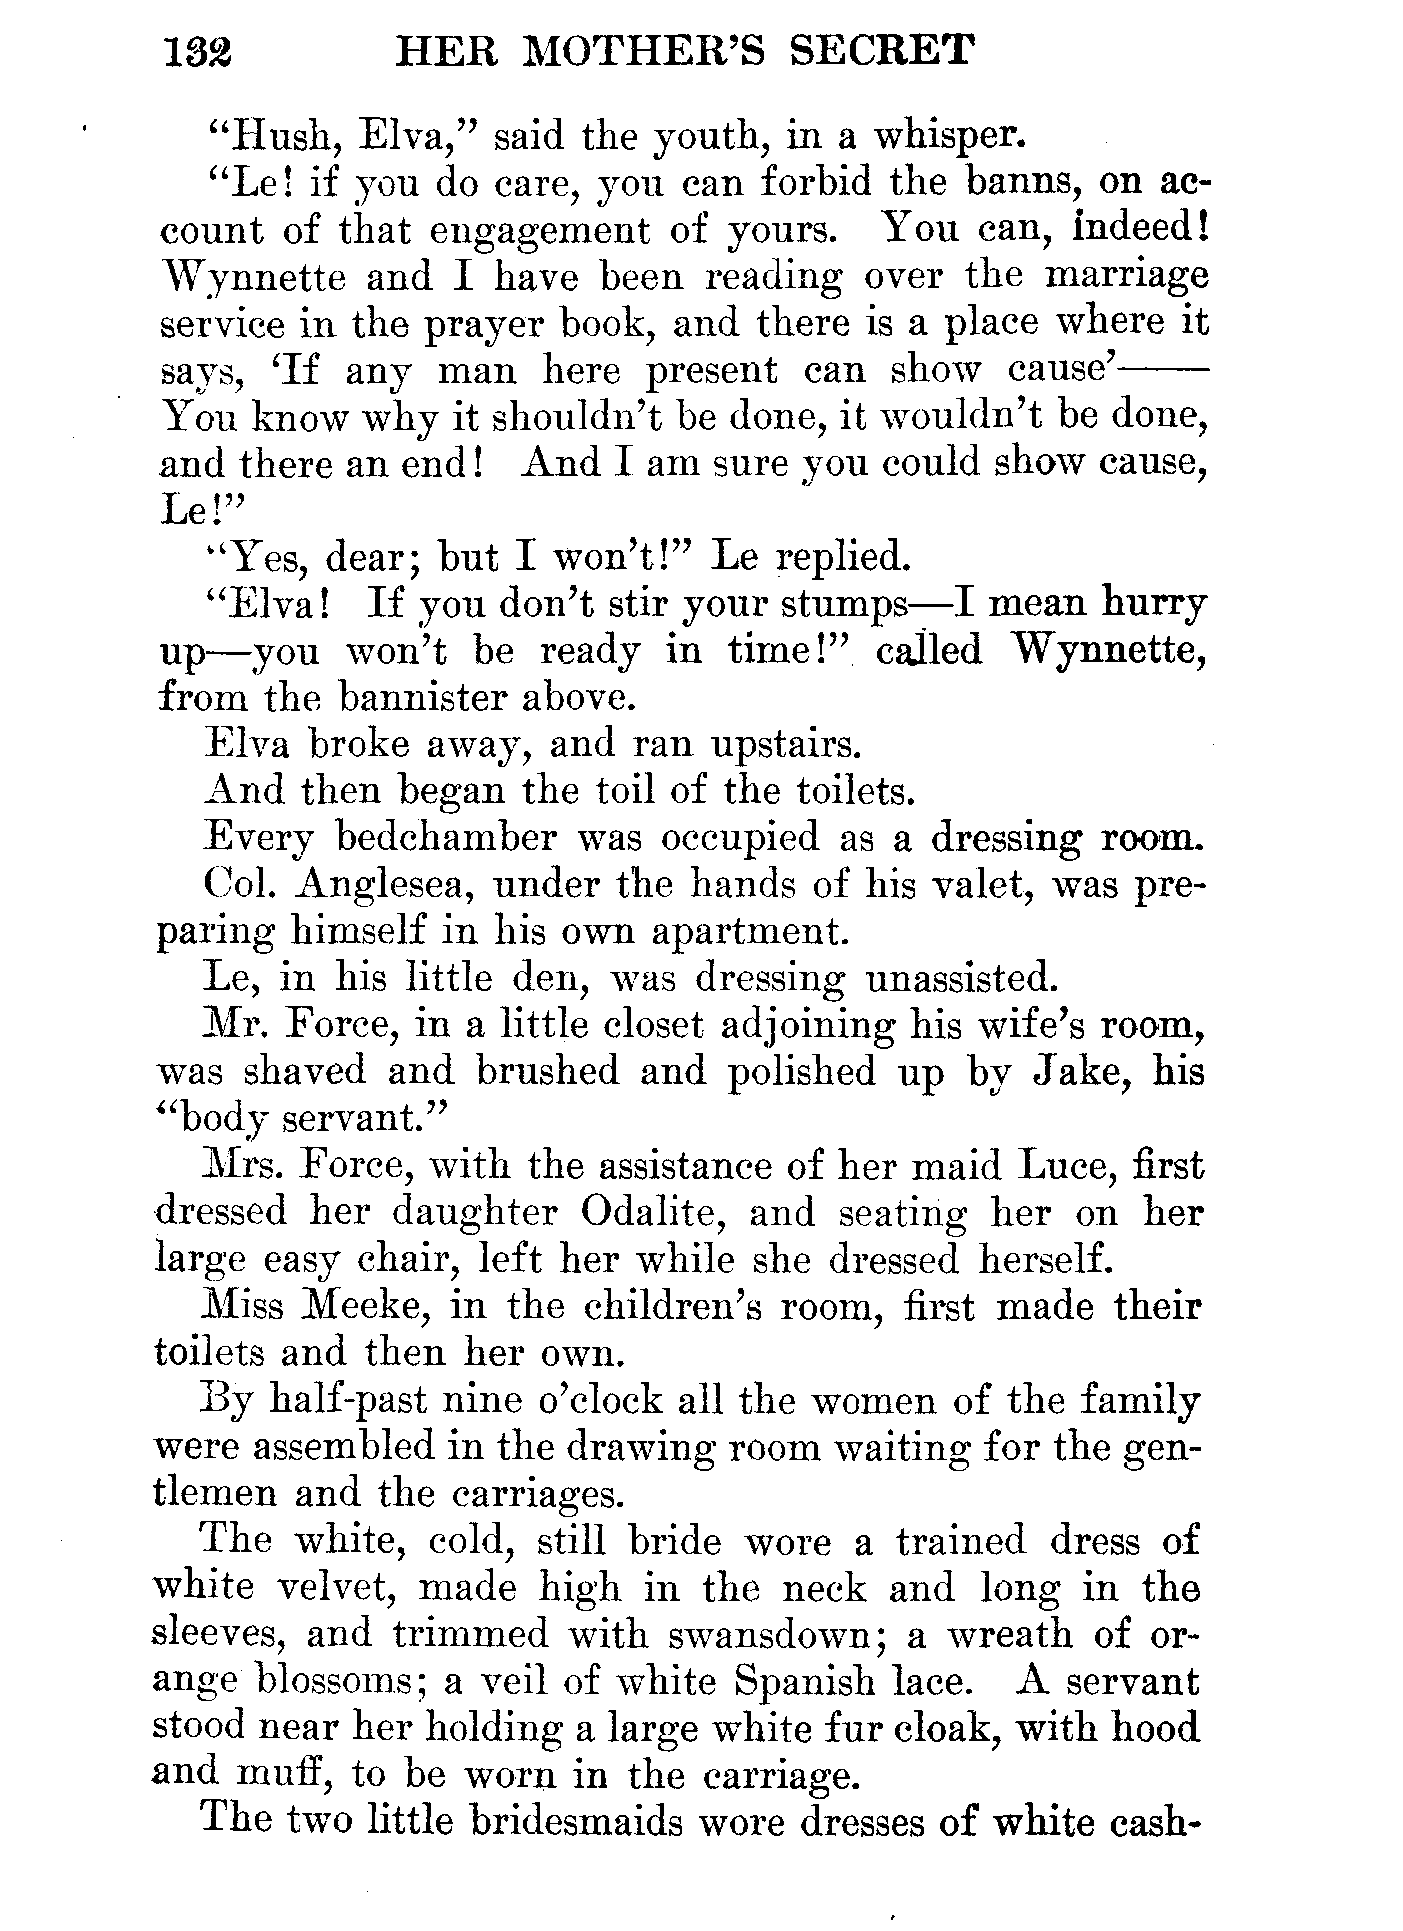 132 HER MOTHER'S SECRET
“Hush, Elva,” said the youth, in a whisper.
“Le! if you do care, you can forbid the banns, on ac-
count of that engagement of yours. You can, indeed!
Wynnette and I have been reading over the marriage
service in the prayer book, and there is a place where it
says, ‘If any man here present can show cause’——
You know why it shouldn’t be done, it wouldn’t be done,
and there an end! And I am sure you could show cause,
Le!”
“Yes, dear; but I won’t!” Le replied.
“Elva! If you don’t stir your stumps—I mean hurry
up—you won’t be ready in time!” called Wynnette,
from the bannister above.
Elva broke away, and ran upstairs.
And then began the toil of the toilets.
Every bedchamber was occupied as a dressing room.
Col. Anglesea, under the hands of his valet, was pre-
paring himself in his own apartment.
Le, in his little den, was dressing unassisted.
Mr. Force, in a little closet adjoining his wife’s room,
was shaved and brushed and polished up by Jake, his
“body servant.”
Mrs. Force, with the assistance of her maid Luce, first
dressed her daughter Odalite, and seating her on her
large easy chair, left her while she dressed herself.
Miss Meeke, in the children’s room, first made their
toilets and then her own.
By half-past nine o’clock all the women of the family
were assembled in the drawing room waiting for the gen-
tlemen and the carriages.
The white, cold, still bride wore a trained dress of
white velvet, made high in the neck and long in the
sleeves, and trimmed with swansdown; a wreath of or-
ange blossoms; a veil of white Spanish lace. A servant
stood near her holding a large white fur cloak, with hood
and muff, to be worn in the carriage.
The two little bridesmaids wore dresses of white cash-